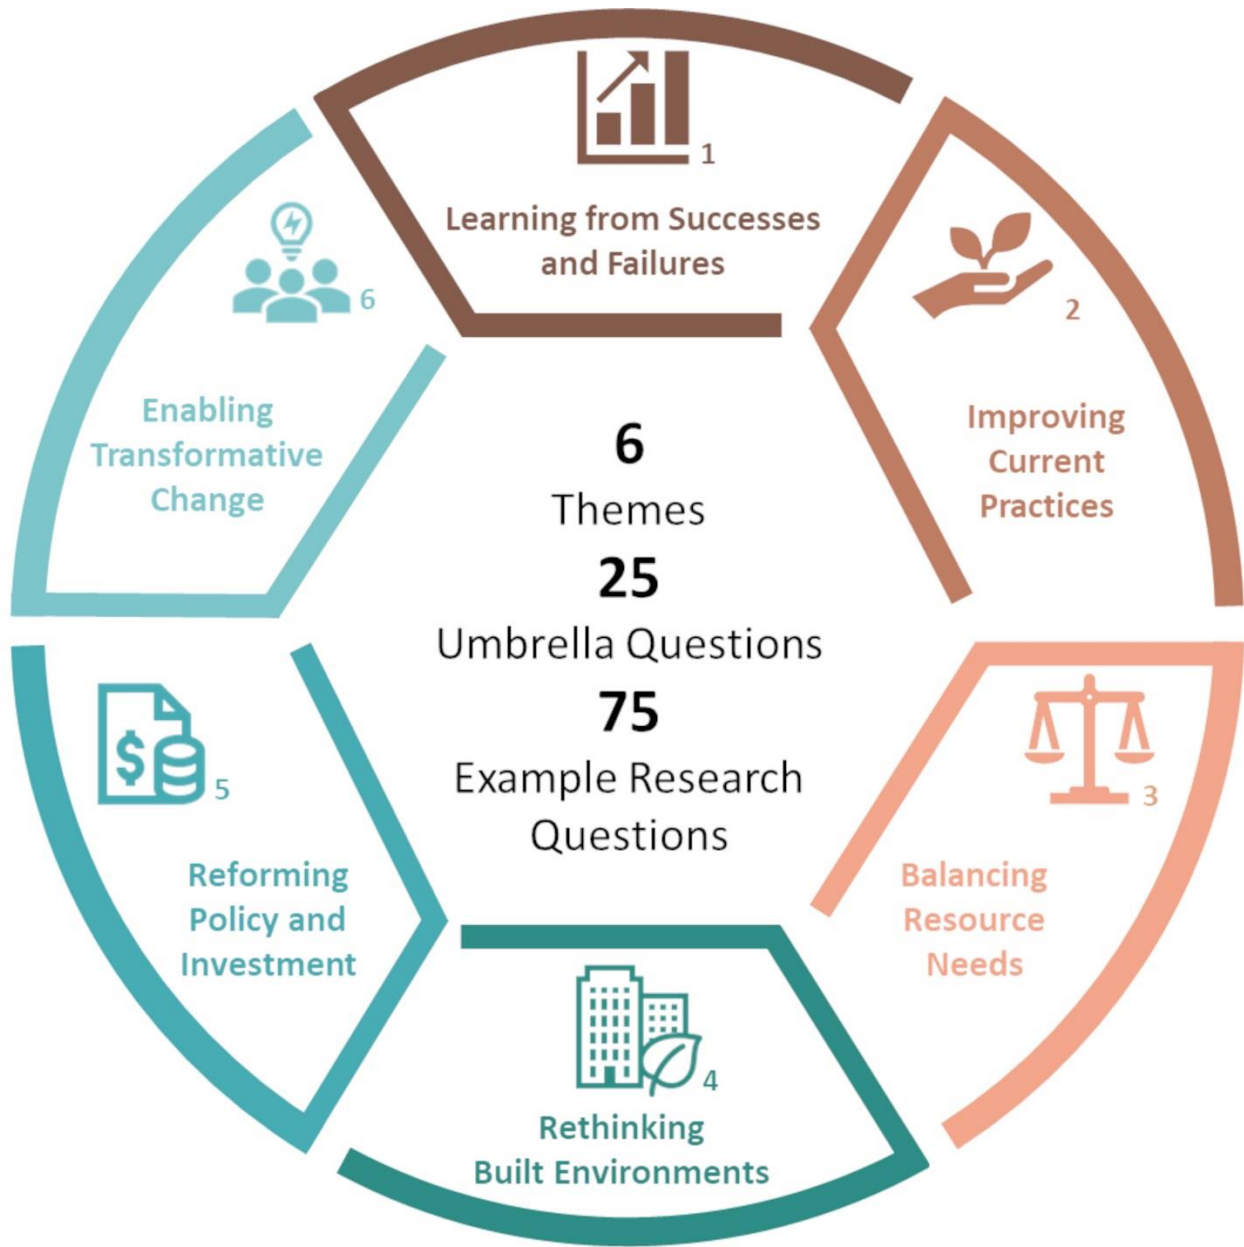 1
Learning from Successes
and Failures
2
Improving
Current
Practices
3
Balancing
Resource
Needs
4
Rethinking
Built Environments
$
5
Reforming
Policy and
Investment
6
Enabling
Transformative
Change
6
Themes
25
Umbrella Questions
75
Example Research
Questions